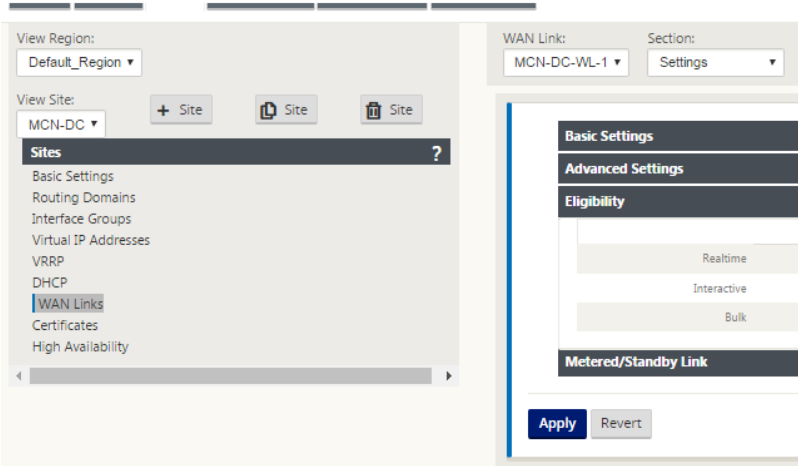 View Region:
Default_Region
View Site:
MCN-DC
+ Site
Site
Site
Sites ?
Basic Settings
Routing Domains
Interface Groups
Virtual IP Addresses
VRRP
DHCP
WAN Links
Certificates
High Availability
WAN Link: Section:
MCN-DC-WL-1 Settings
Basic Settings
Advanced Settings
Eligibility
Realtime
Interactive
Bulk
Metered/Standby Link
Apply Revert